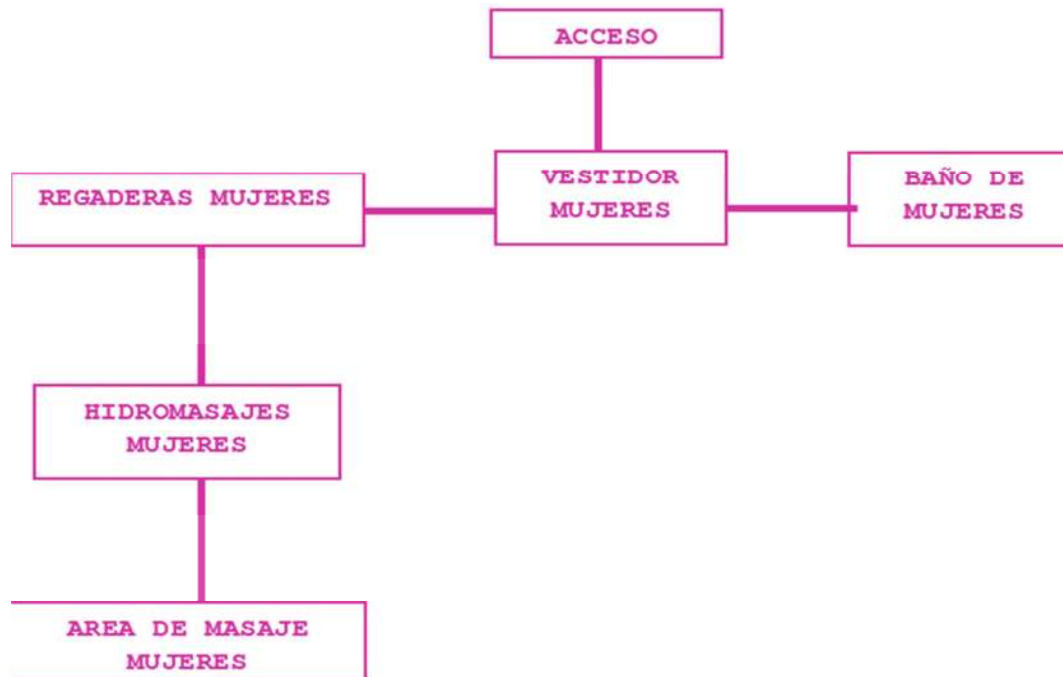 ACCESO
REGADERAS MUJERES
VESTIDOR
MUJERES
BAÑO DE
MUJERES
HIDROMASAJES
MUJERES
AREA DE MASAJE
MUJERES